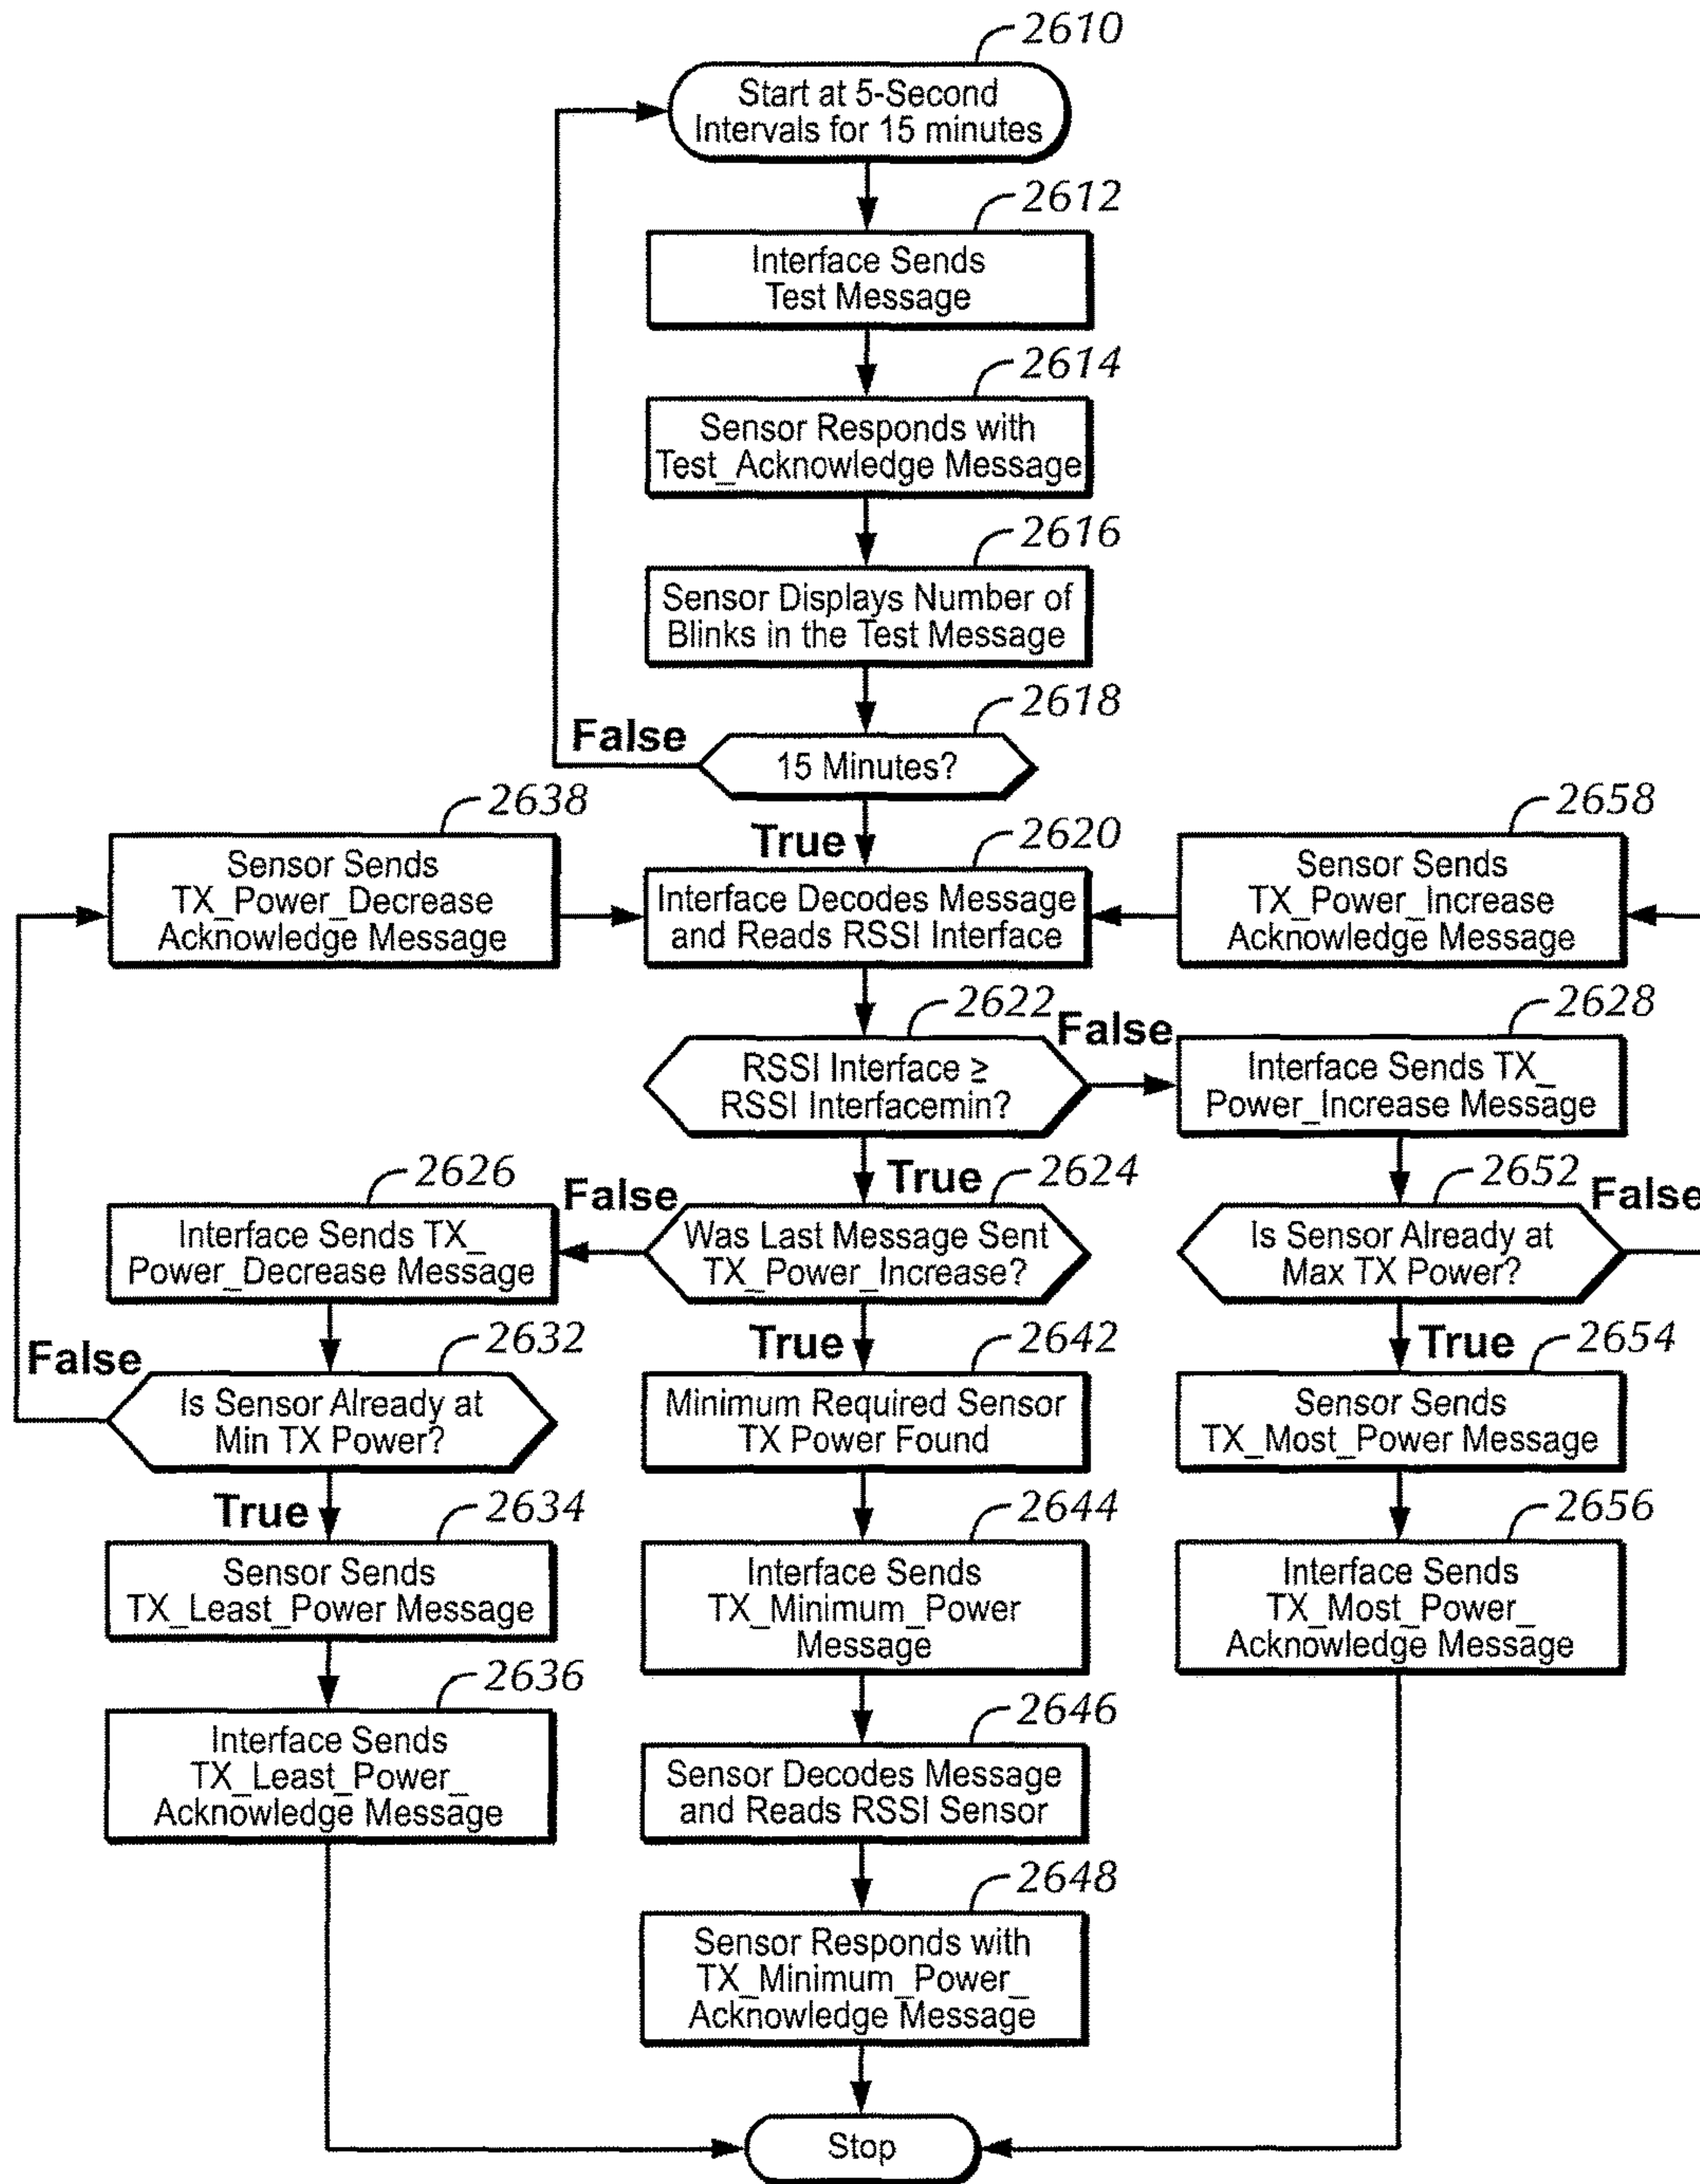 2610
Start at 5-Second
Intervals for 15 minutes
2612
Interface Sends
Test Message
2614
Sensor Responds with
Test_Acknowledge Message
2616
Sensor Displays Number of
Blinks in the Test Message
2618
False
15 Minutes?
2638
Sensor Sends
TX_Power_Decrease
Acknowledge Message
True
2620
Interface Decodes Message
and Reads RSSI Interface
2658
Sensor Sends
TX_Power_Increase
Acknowledge Message
2622
RSSI Interface ≥
RSSI Interfacemin?
False
2628
Interface Sends TX_
Power_Increase Message
2626
Interface Sends TX_
Power_Decrease Message
False
True
2624
Was Last Message Sent
TX_Power_Increase?
2652
False
Is Sensor Already at
Max TX Power?
False
2632
Is Sensor Already at
Min TX Power?
True
2642
Minimum Required Sensor
TX Power Found
True
2654
Sensor Sends
TX_Most_Power Message
True
2634
Sensor Sends
TX_Least_Power Message
2644
Interface Sends
TX_Minimum_Power
Message
2656
Interface Sends
TX_Most_Power_
Acknowledge Message
2636
Interface Sends
TX_Least_Power_
Acknowledge Message
2646
Sensor Decodes Message
and Reads RSSI Sensor
2648
Sensor Responds with
TX_Minimum_Power_
Acknowledge Message
Stop